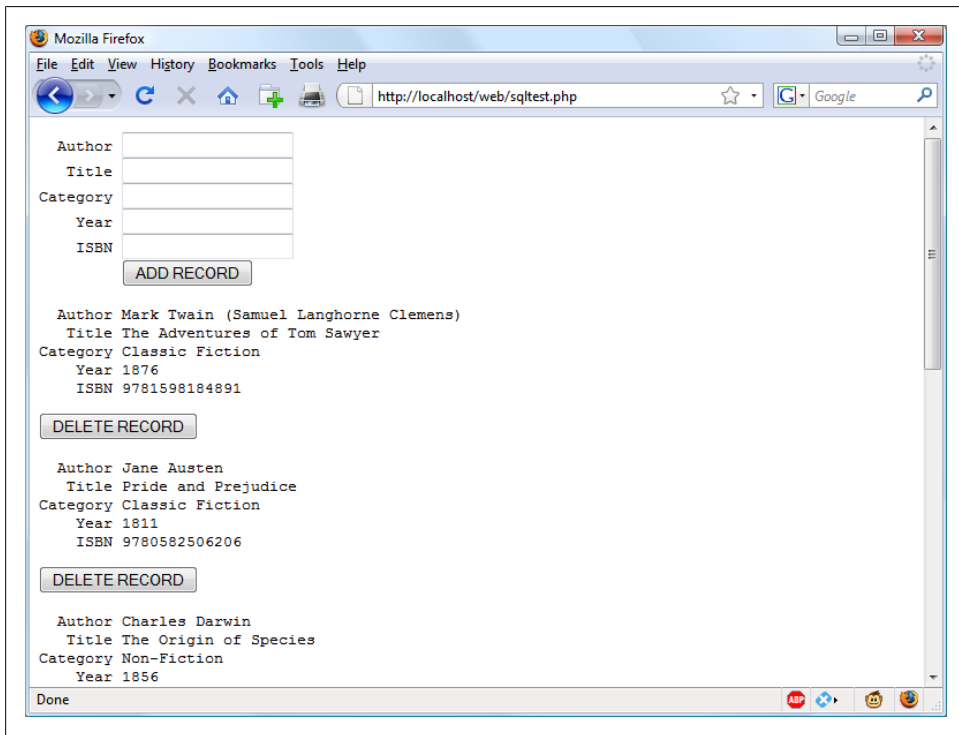 Mozilla Firefox
File Edit View History Bookmarks Tools Help
http://localhost/web/sqltest.php
G Google
Author
Title
Category
Year
ISBN
ADD RECORD
Author Mark Twain (Samuel Langhorne Clemens)
Title The Adventures of Tom Sawyer
Category Classic Fiction
Year 1876
ISBN 9781598184891
DELETE RECORD
Author Jane Austen
Title Pride and Prejudice
Category Classic Fiction
Year 1811
ISBN 9780582506206
DELETE RECORD
Author Charles Darwin
Title The Origin of Species
Category Non-Fiction
Year 1856
Done
ABP